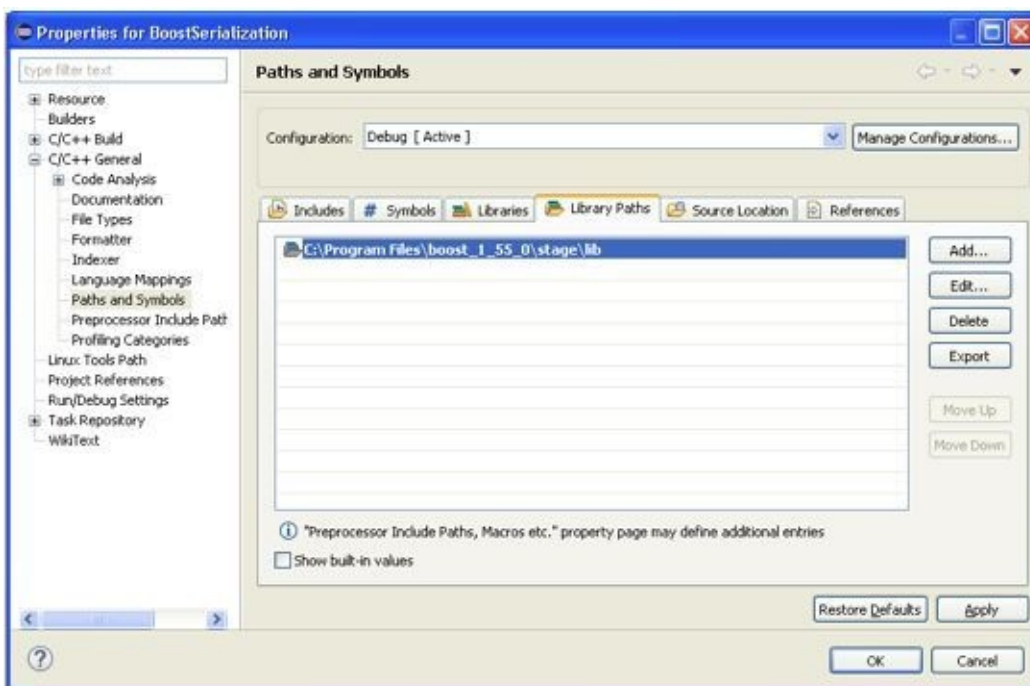 Properties for BoostSerialization
type filter text
Resource
Builders
C/C++ Build
C/C++ General
Code Analysis
Documentation
File Types
Formatter
Indexer
Language Mappings
Paths and Symbols
Preprocessor Include Path
Profiling Categories
Linux Tools Path
Project References
Run/Debug Settings
Task Repository
WikiText
Paths and Symbols
Configuration: Debug [ Active ] Manage Configurations...
Includes # Symbols Libraries Library Paths Source Location References
C:\Program Files\boost_1_55_0\stage\lib
Add...
Edit...
Delete
Export
Move Up
Move Down
"Preprocessor Include Paths, Macros etc." property page may define additional entries
Show built-in values
Restore Defaults Apply
OK Cancel